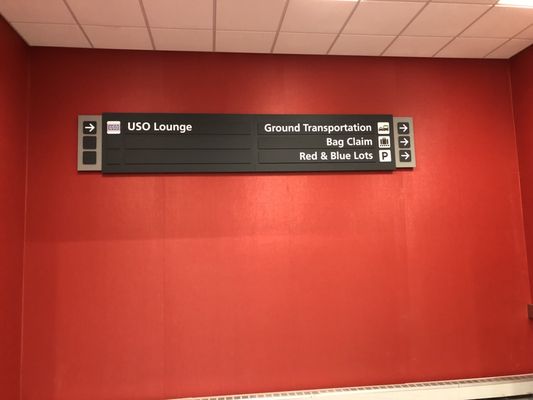 USO Lounge
Ground Transportation
Bag Claim
Red & Blue Lots P